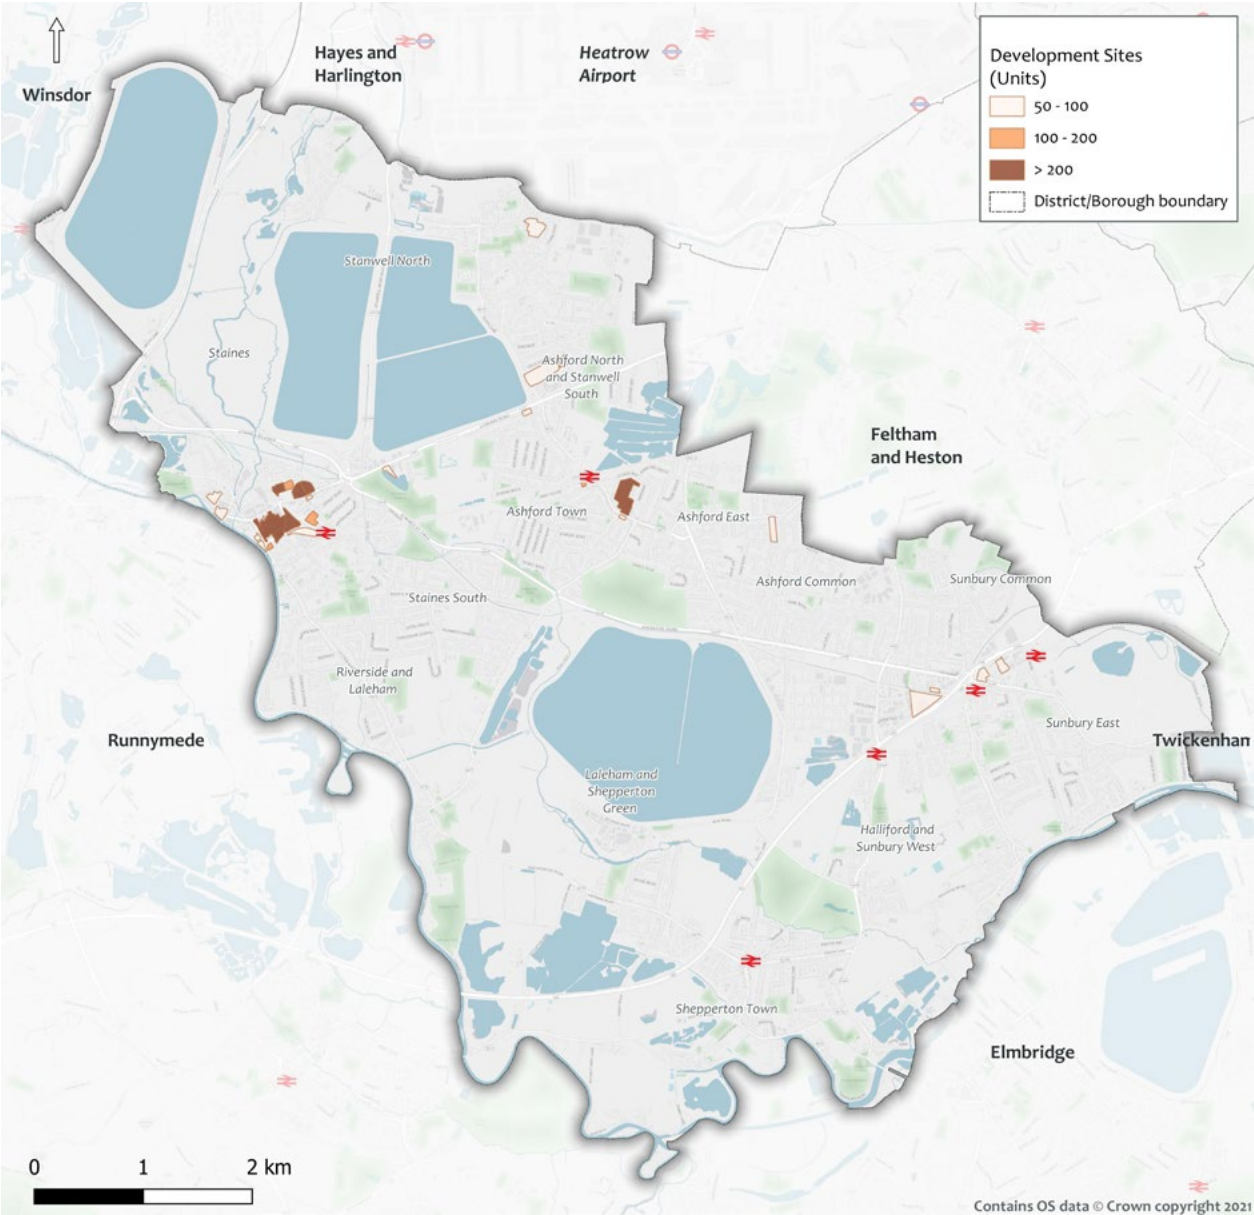 Hayes and
Harlington
Heatrow
Airport
Winsdor
Development Sites
(Units)
50 - 100
100 - 200
> 200
District/Borough boundary
Stanwell North
Staines
Ashford North
and Stanwell
South
Feltham
and Heston
Ashford Town
Ashford East
Ashford Common
Sunbury Common
Staines South
Riverside and
Laleham
Runnymede
Sunbury East
Twickenham
Laleham and
Shepperton
Green
Halliford and
Sunbury West
Shepperton Town
Elmbridge
0 1 2 km
Contains OS data © Crown copyright 2021